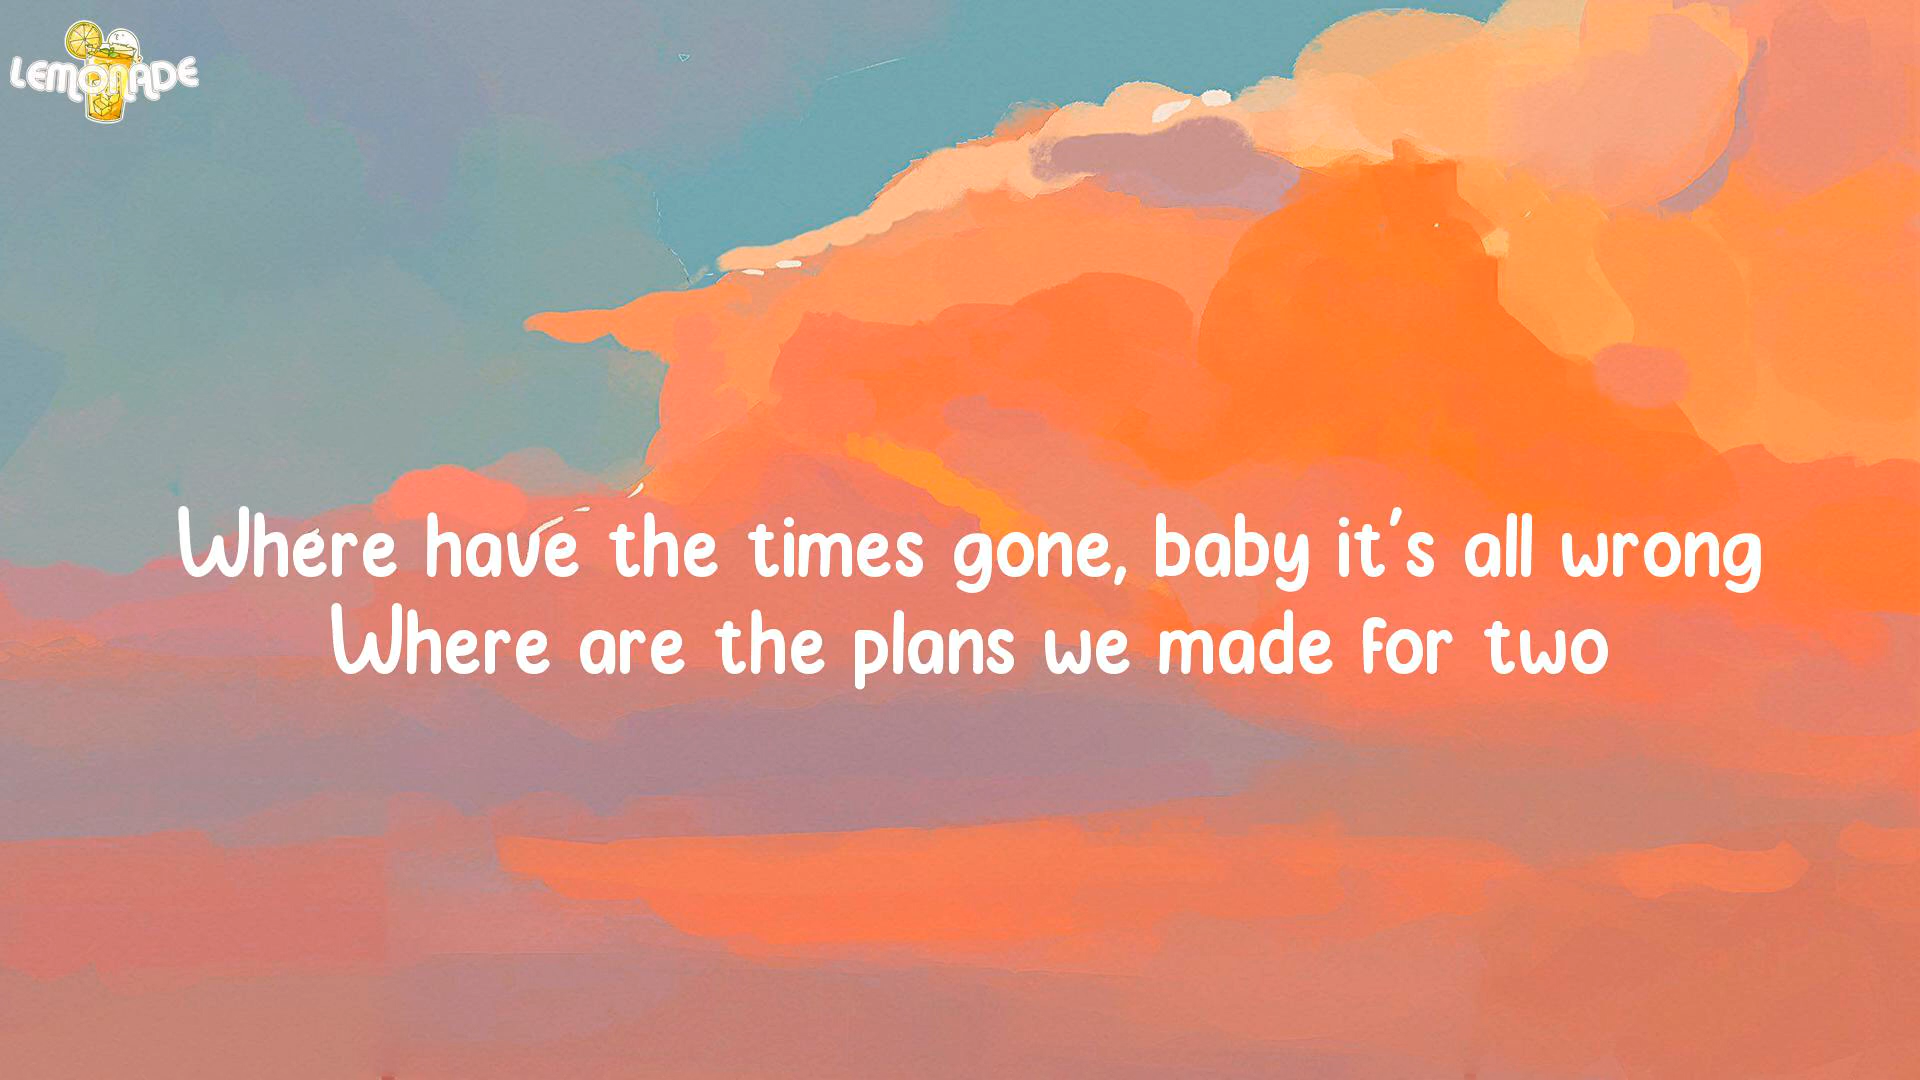 LEMONADE
Where have the times gone, baby it's all wrong
Where are the plans we made for two